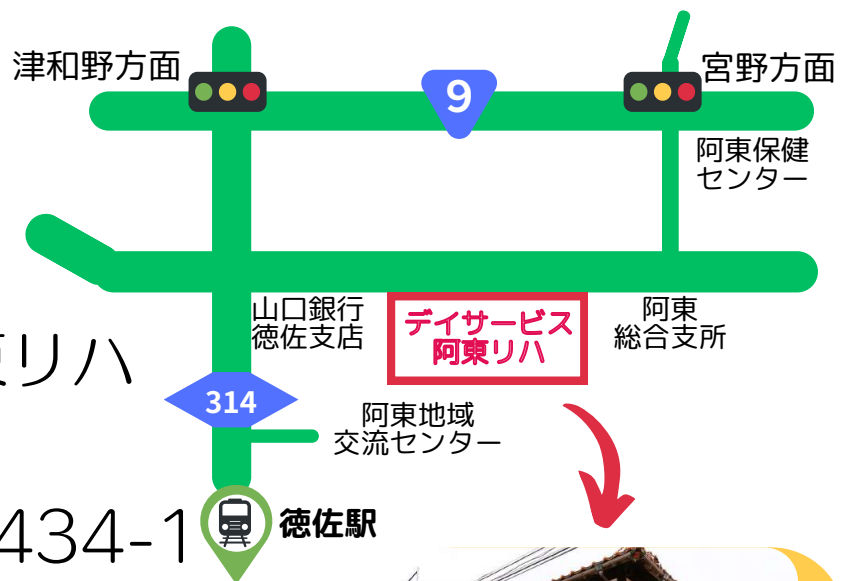 津和野方面
宮野方面
9
阿東保健
センター
山口銀行
徳佐支店
デイサービス
阿東リハ
阿東
総合支所
リハ
314
阿東地域
交流センター
434-1
徳佐駅